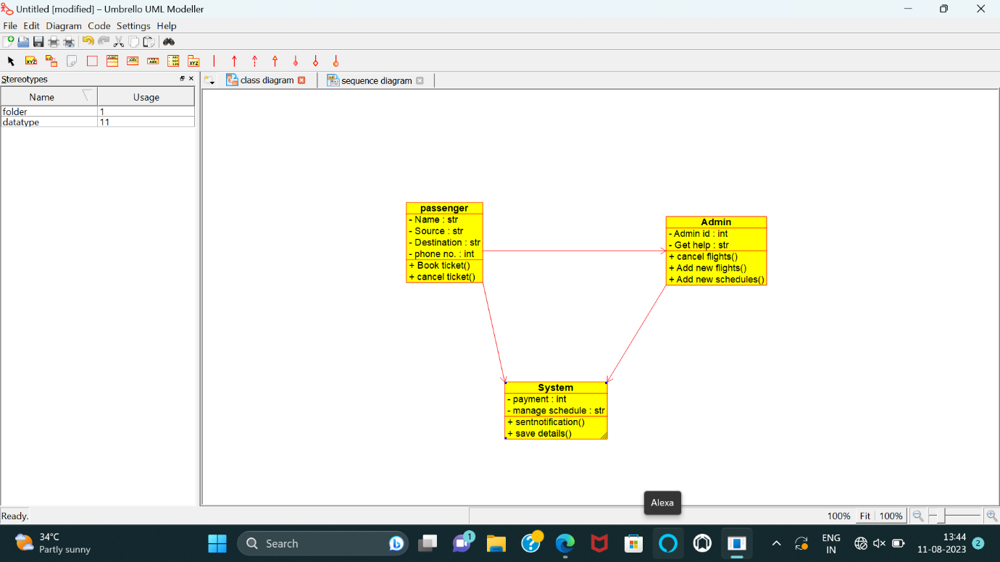 Untitled [modified] – Umbrello UML Modeller
File Edit Diagram Code Settings Help
Stereotypes
class diagram
sequence diagram
Name Usage
folder 1
datatype 11
passenger
- Name : str
- Source : str
- Destination : str
- phone no. : int
+ Book ticket()
+ cancel ticket()
Admin
- Admin id : int
- Get help : str
+ cancel flights()
+ Add new flights()
+ Add new schedules()
System
- payment : int
- manage schedule : str
+ sentnotification()
+ save details()
Alexa
Ready.
100% Fit 100%
34°C
Partly sunny
Search
1
ENG
IN
13:44
11-08-2023
2